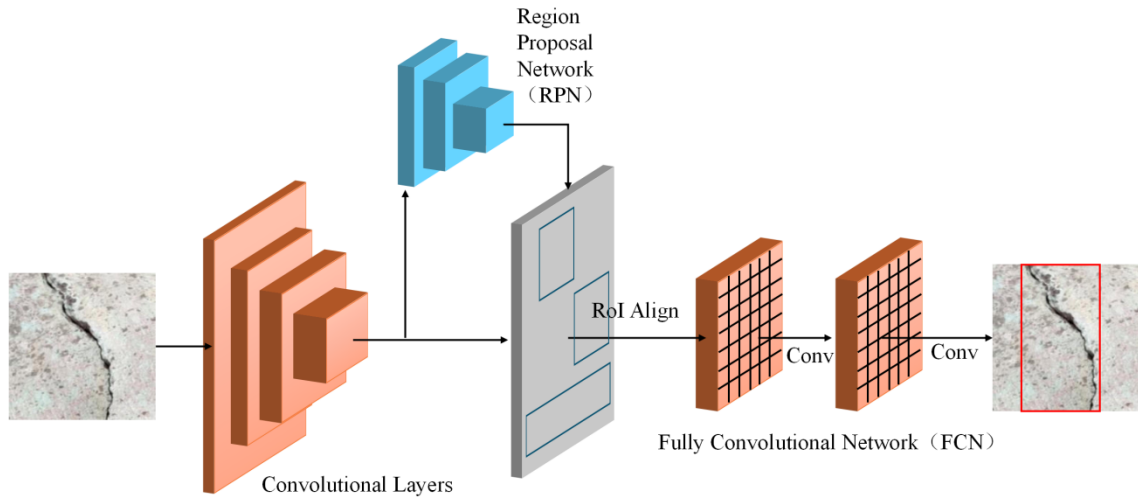 Region
Proposal
Network
（RPN）
RoI Align
Conv
Conv
Fully Convolutional Network（FCN）
Convolutional Layers